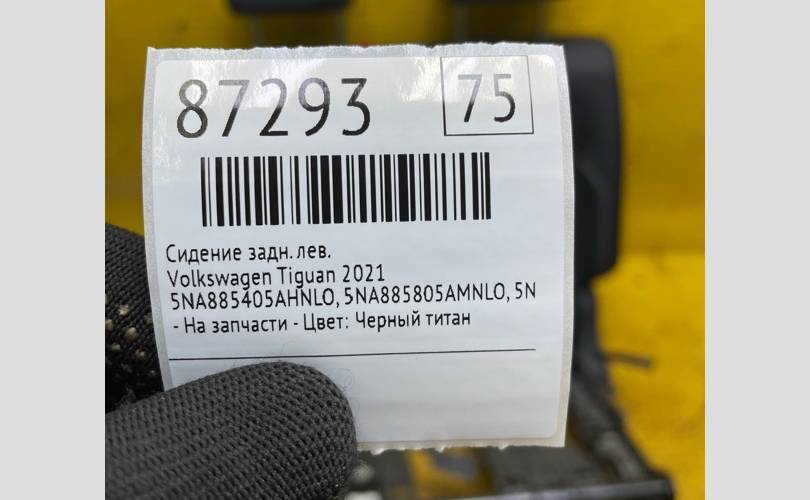 87293 75
Сидение задн. лев.
Volkswagen Tiguan 2021
5NA885405AHNLO, 5NA885805AMNLO, 5N
- На запчасти - Цвет: Черный титан